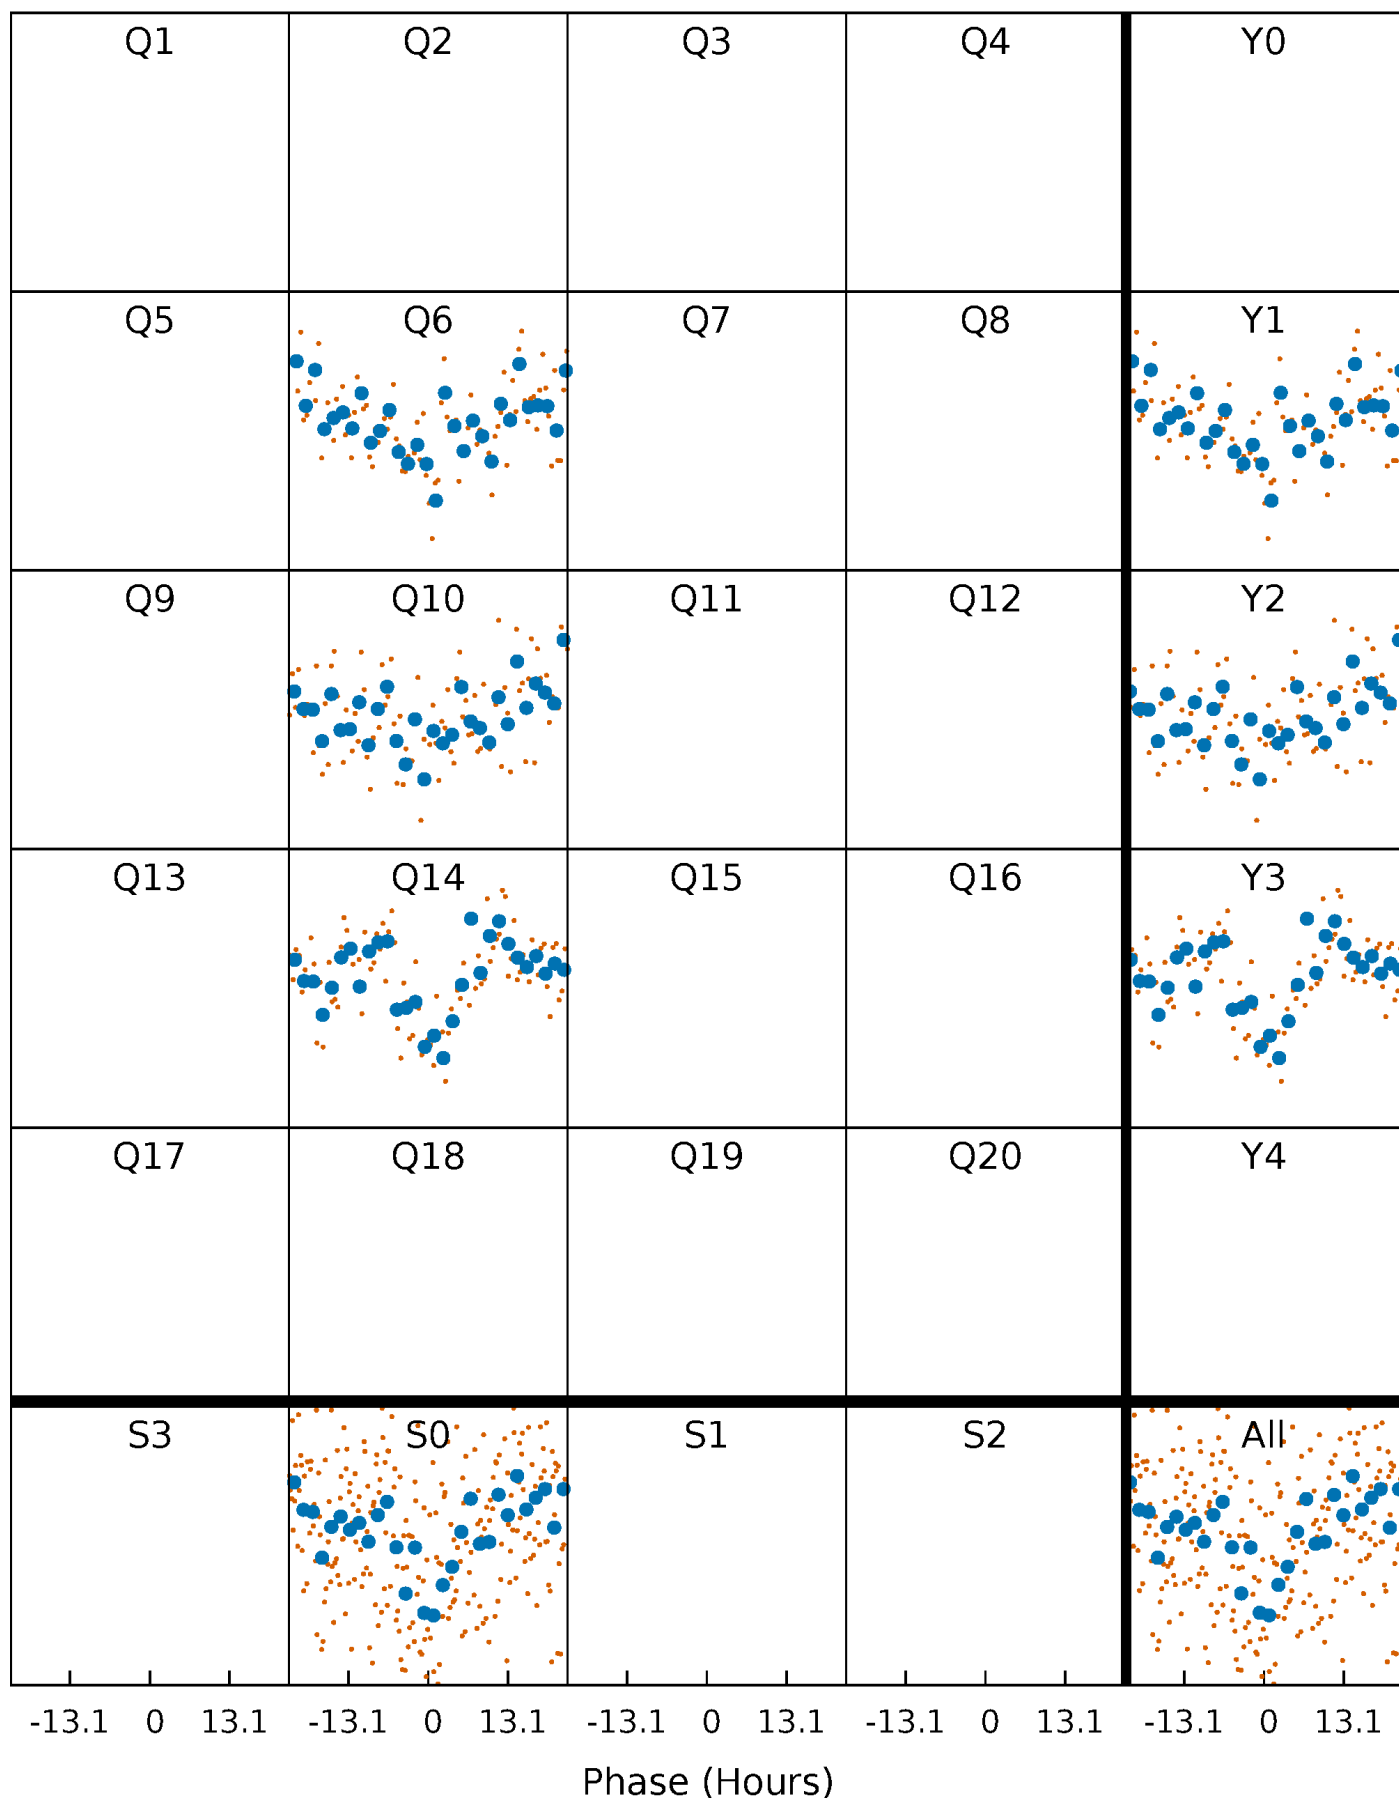 Q1 Q2 Q3 Q4 Y0
Q5 Q6 Q7 Q8 Y1
Q9 Q10 Q11 Q12 Y2
Q13 Q14 Q15 Q16 Y3
Q17 Q18 Q19 Q20 Y4
S3 S0 S1 S2 All
-13.1 0 13.1 -13.1 0 13.1 -13.1 0 13.1 -13.1 0 13.1 -13.1 0 13.1
Phase (Hours)